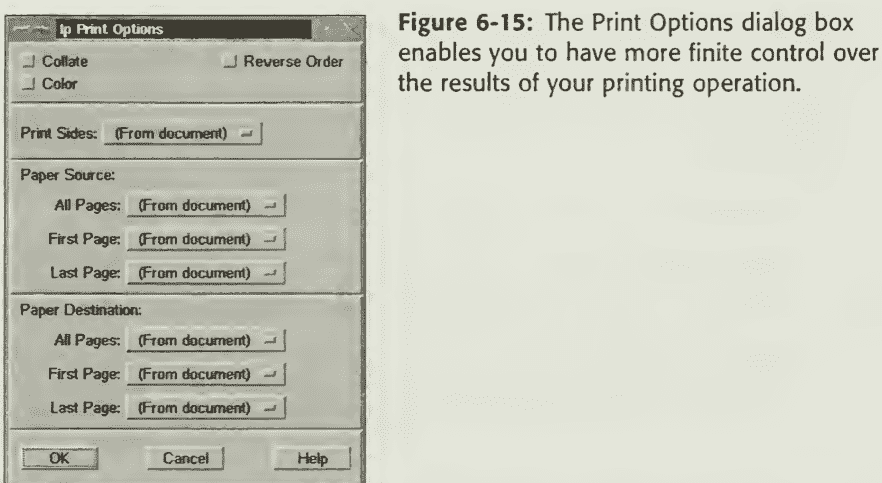 lp Print Options
Collate Reverse Order
Color
Print Sides: (From document)
Paper Source:
All Pages: (From document)
First Page: (From document)
Last Page: (From document)
Paper Destination:
All Pages: (From document)
First Page: (From document)
Last Page: (From document)
OK Cancel Help
Figure 6-15: The Print Options dialog box
enables you to have more finite control over
the results of your printing operation.